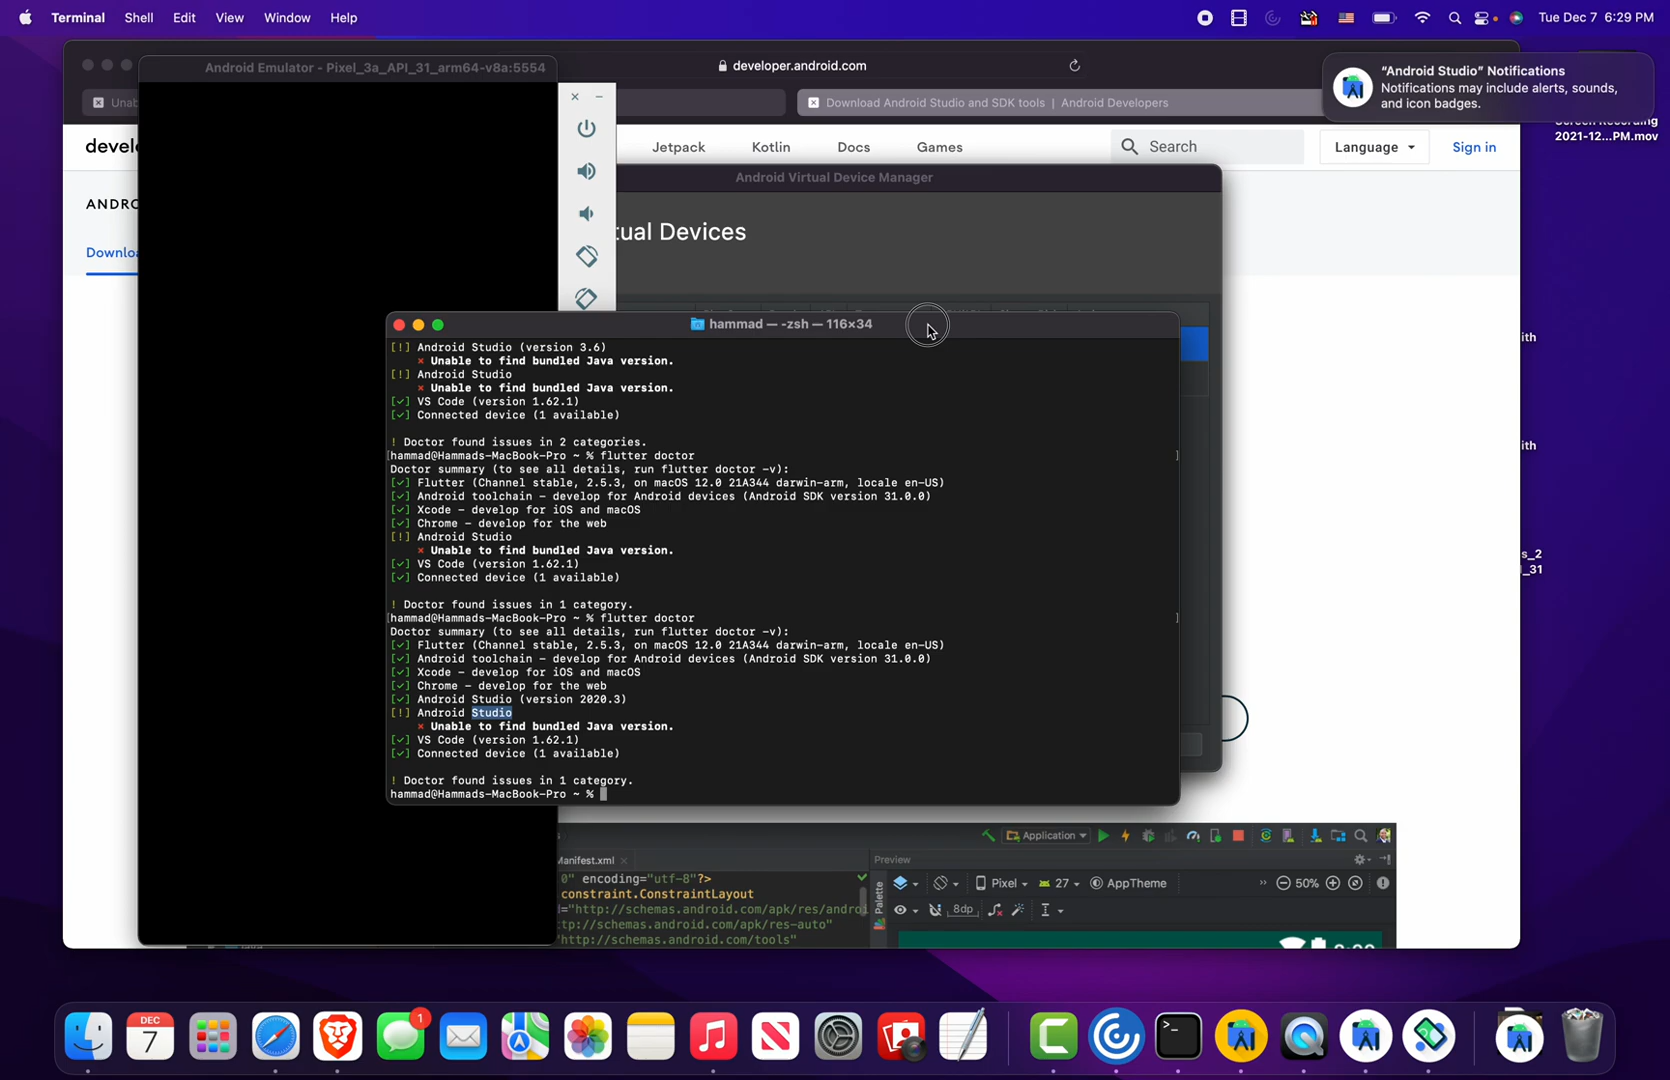 Terminal Shell Edit View Window Help
Tue Dec 7 6:29 PM
Android Emulator - Pixel_3a_API_31_arm64-v8a:5554
developer.android.com
"Android Studio" Notifications
Notifications may include alerts, sounds,
and icon badges.
Download Android Studio and SDK tools | Android Developers
2021-12...PM.mov
Jetpack Kotlin Docs Games
Search
Language
Sign in
Android Virtual Device Manager
tual Devices
hammad — -zsh — 116×34
[!] Android Studio (version 3.6)
✗ Unable to find bundled Java version.
[!] Android Studio
✗ Unable to find bundled Java version.
[✓] VS Code (version 1.62.1)
[✓] Connected device (1 available)
! Doctor found issues in 2 categories.
[hammad@Hammads-MacBook-Pro ~ % flutter doctor ]
Doctor summary (to see all details, run flutter doctor -v):
[✓] Flutter (Channel stable, 2.5.3, on macOS 12.0 21A344 darwin-arm, locale en-US)
[✓] Android toolchain - develop for Android devices (Android SDK version 31.0.0)
[✓] Xcode - develop for iOS and macOS
[✓] Chrome - develop for the web
[!] Android Studio
✗ Unable to find bundled Java version.
[✓] VS Code (version 1.62.1)
[✓] Connected device (1 available)
! Doctor found issues in 1 category.
[hammad@Hammads-MacBook-Pro ~ % flutter doctor ]
Doctor summary (to see all details, run flutter doctor -v):
[✓] Flutter (Channel stable, 2.5.3, on macOS 12.0 21A344 darwin-arm, locale en-US)
[✓] Android toolchain - develop for Android devices (Android SDK version 31.0.0)
[✓] Xcode - develop for iOS and macOS
[✓] Chrome - develop for the web
[✓] Android Studio (version 2020.3)
[!] Android Studio
✗ Unable to find bundled Java version.
[✓] VS Code (version 1.62.1)
[✓] Connected device (1 available)
! Doctor found issues in 1 category.
hammad@Hammads-MacBook-Pro ~ %
Application
Manifest.xml
Preview
0" encoding="utf-8"?>
constraint.ConstraintLayout
="http://schemas.android.com/apk/res/androi
tp://schemas.android.com/apk/res-auto"
"http://schemas.android.com/tools"
Palette
Pixel
27
AppTheme
50%
8dp
DEC
7
1